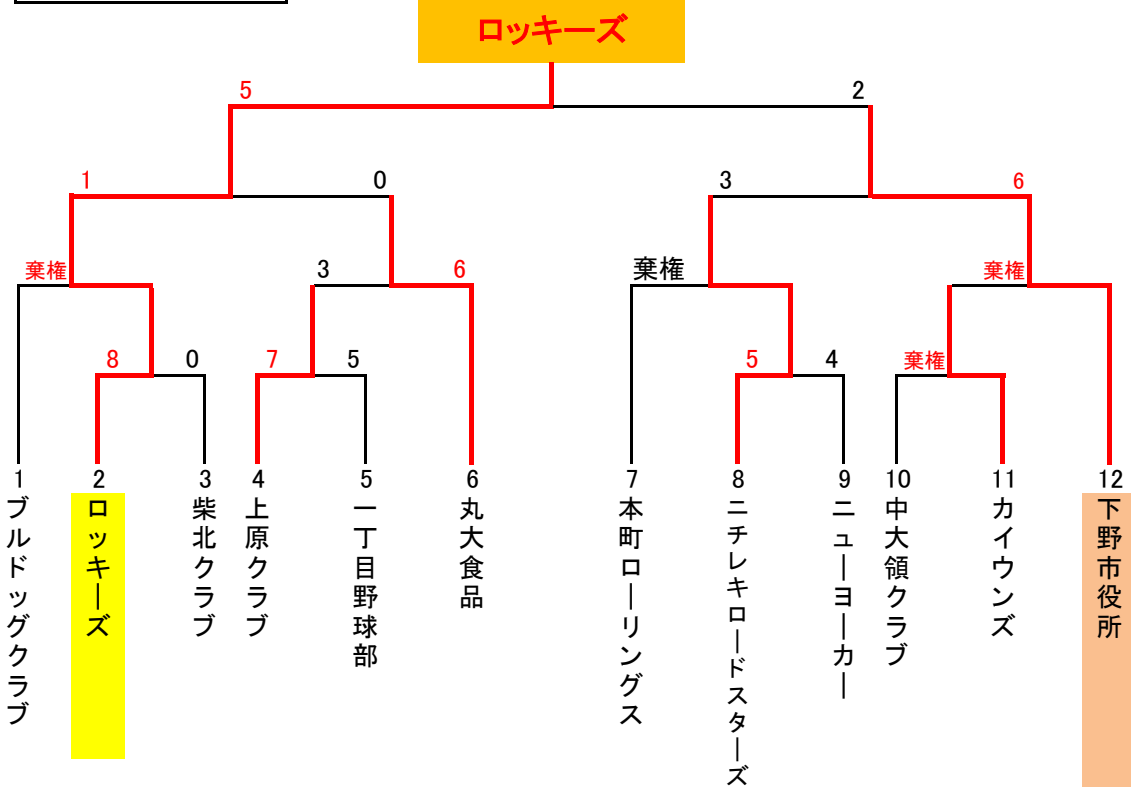 ロッキーズ
5
2
1
0
3
6
棄権
3
6
棄権
棄権
8
0
7
5
5
4
棄権
1
2
3
4
5
6
7
8
9
10
11
12
ブルドッグクラブ
ロッキーズ
柴北クラブ
上原クラブ
一丁目野球部
丸大食品
本町ローリングス
ニチレキロードスターズ
ニューヨーカー
中大領クラブ
カイウンズ
下野市役所